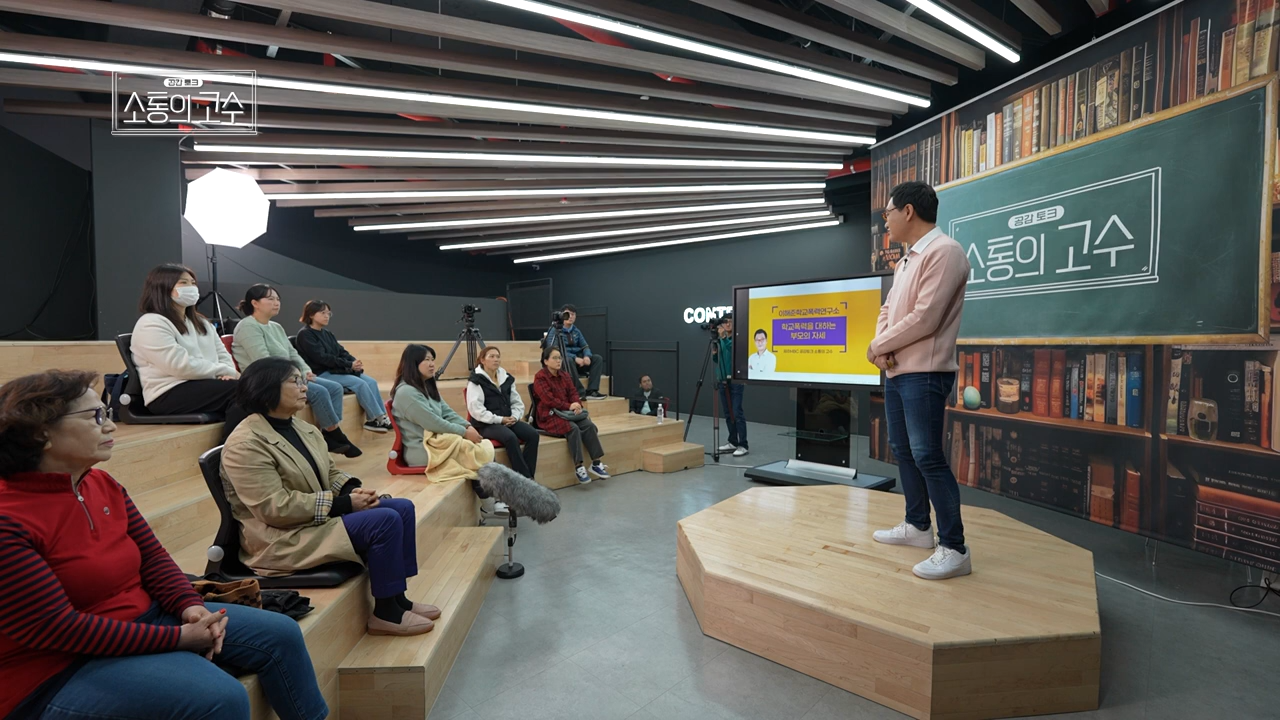 공감 토크
소통의 고수
공감 토크
소통의 고수
CONTE
이해준학교폭력연구소
학교폭력을 대하는
부모의 자세